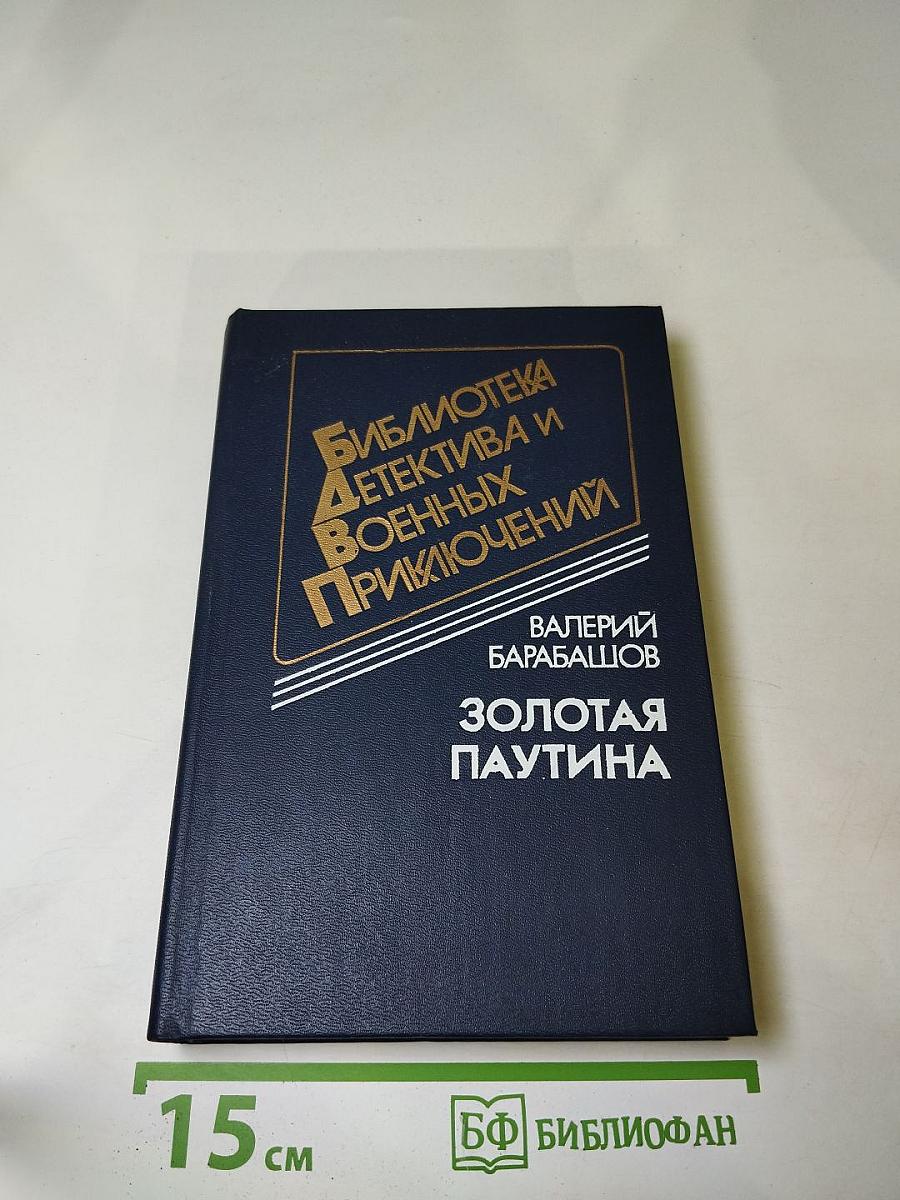 БИБЛИОТЕКА
ДЕТЕКТИВА И
ВОЕННЫХ
ПРИКЛЮЧЕНИЙ
ВАЛЕРИЙ
БАРАБАШОВ
ЗОЛОТАЯ
ПАУТИНА
15 см
БФ БИБЛИОФАН